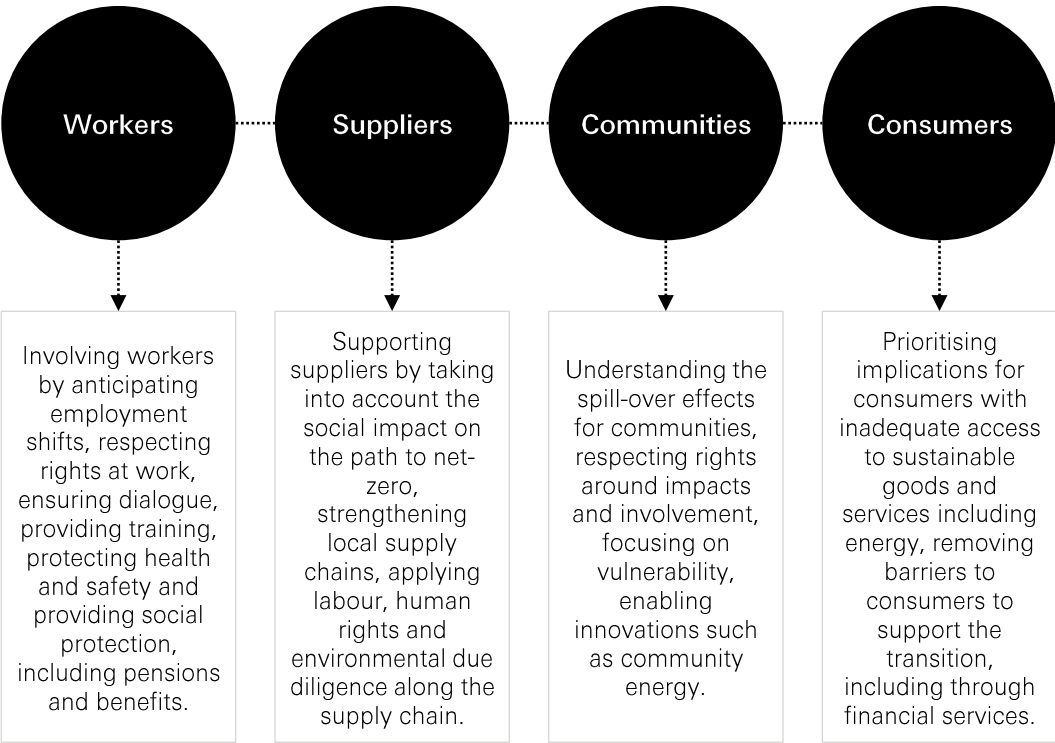 Workers
Suppliers
Communities
Consumers
Involving workers
by anticipating
employment
shifts, respecting
rights at work,
ensuring dialogue,
providing training,
protecting health
and safety and
providing social
protection,
including pensions
and benefits.
Supporting
suppliers by taking
into account the
social impact on
the path to net-
zero,
strengthening
local supply
chains, applying
labour, human
rights and
environmental due
diligence along the
supply chain.
Understanding the
spill-over effects
for communities,
respecting rights
around impacts
and involvement,
focusing on
vulnerability,
enabling
innovations such
as community
energy.
Prioritising
implications for
consumers with
inadequate access
to sustainable
goods and
services including
energy, removing
barriers to
consumers to
support the
transition,
including through
financial services.